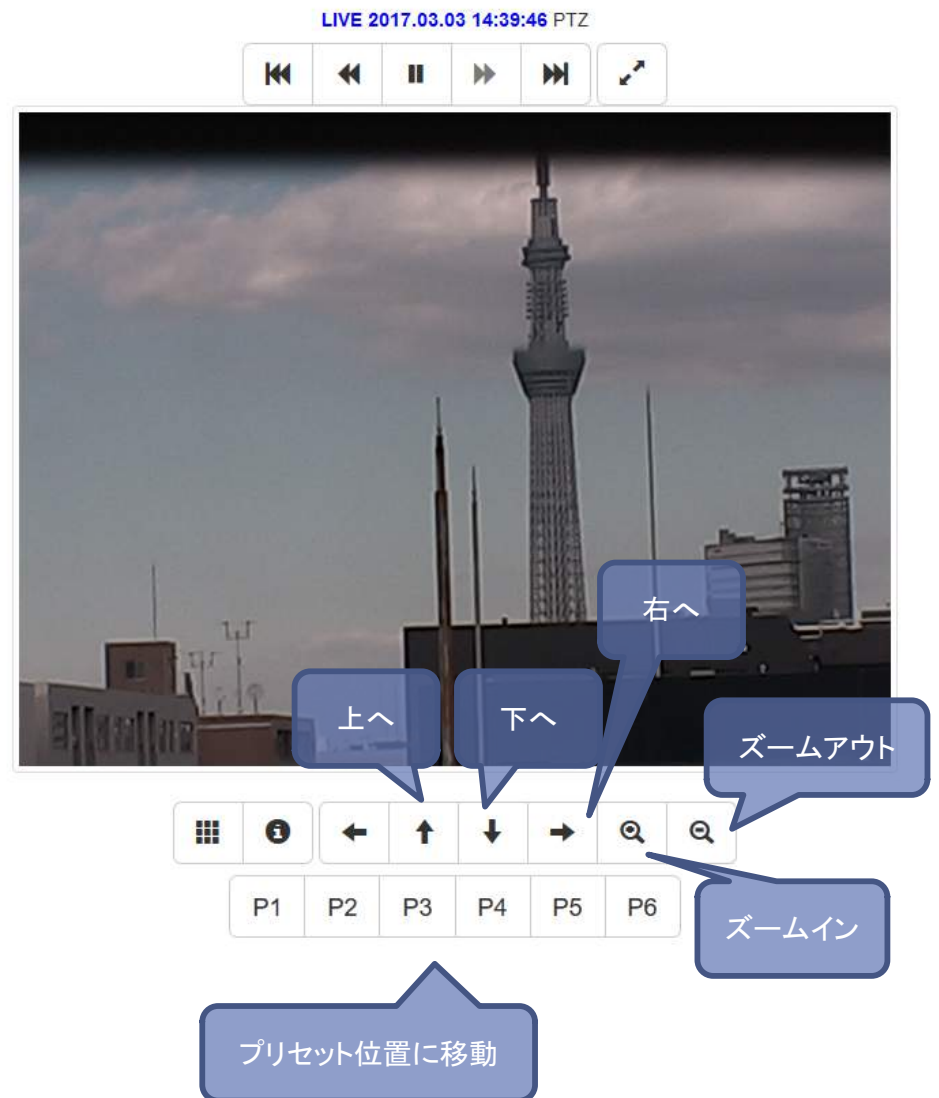 LIVE 2017.03.03 14:39:46 PTZ
右へ
上へ
下へ
ズームアウト
P1 P2 P3 P4 P5 P6
ズームイン
プリセット位置に移動